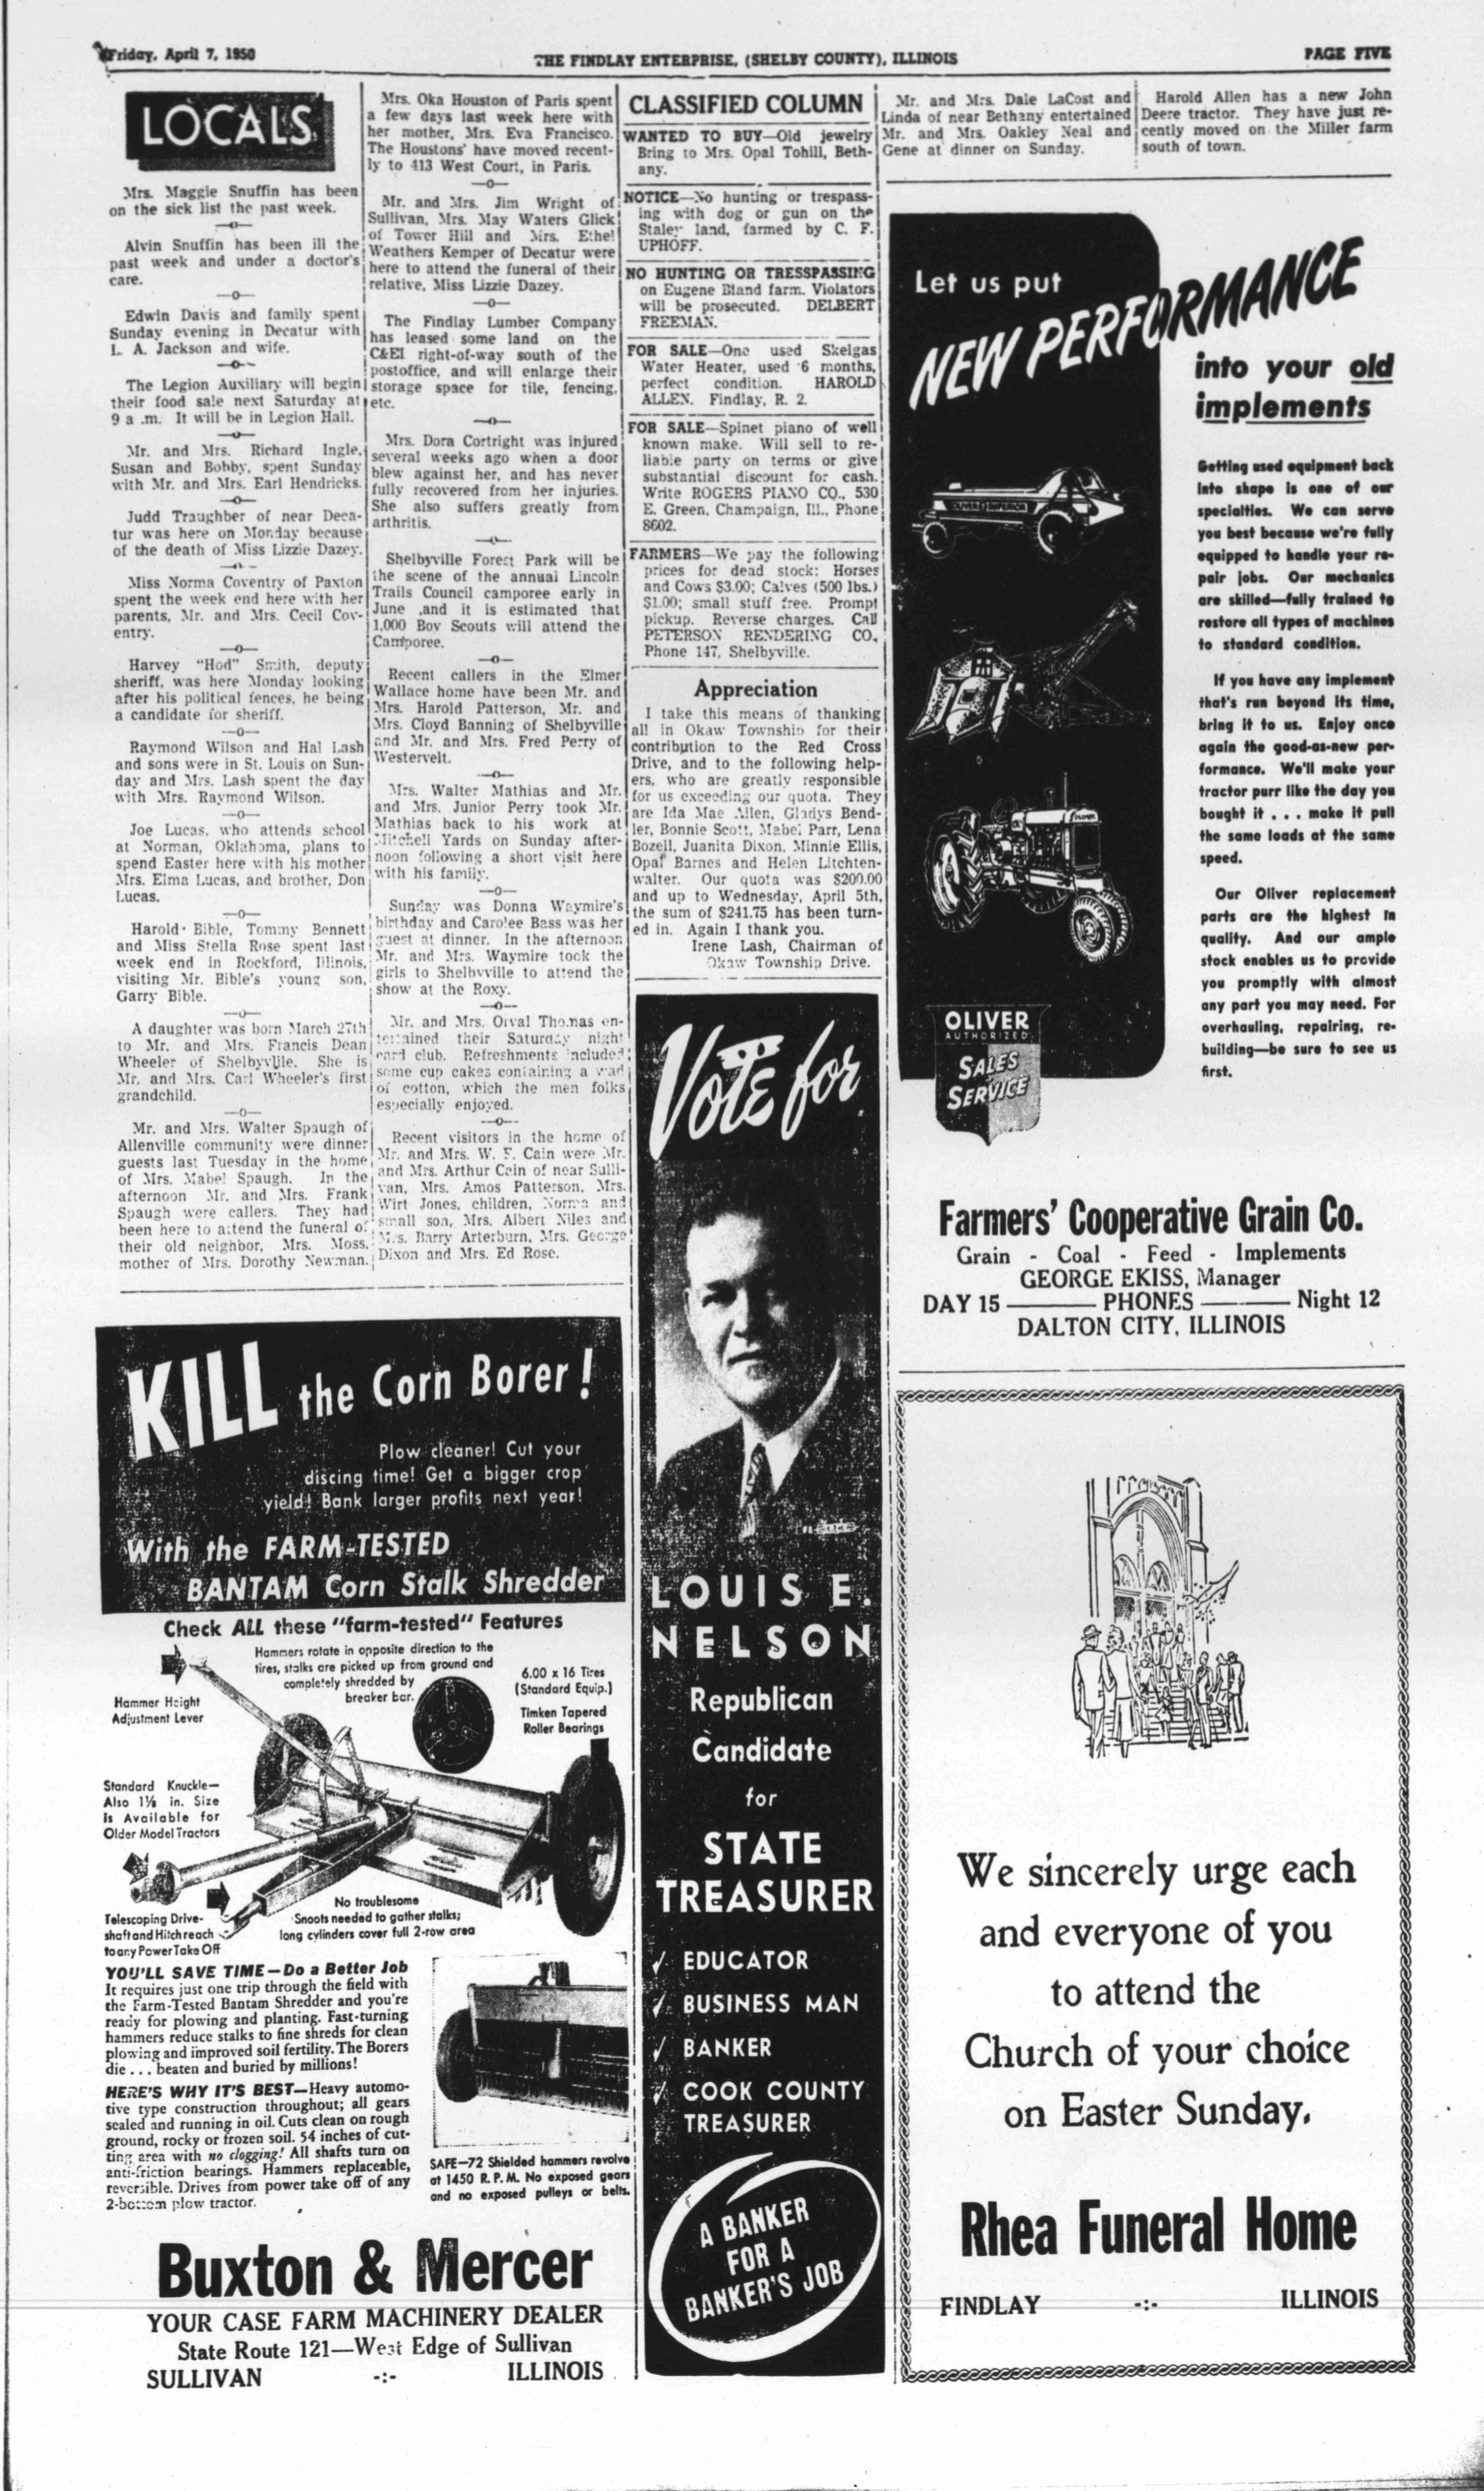 Friday, April 7, 1950
THE FINDLAY ENTERPRISE, (SHELBY COUNTY), ILLINOIS
PAGE FIVE
LOCALS
Mrs. Maggie Snuffin has been
on the sick list the past week.
—o—
Alvin Snuffin has been ill the
past week and under a doctor's
care.
—o—
Edwin Davis and family spent
Sunday evening in Decatur with
L. A. Jackson and wife.
—o—
The Legion Auxiliary will begin
their food sale next Saturday at
9 a .m. It will be in Legion Hall.
—o—
Mr. and Mrs. Richard Ingle,
Susan and Bobby, spent Sunday
with Mr. and Mrs. Earl Hendricks.
—o—
Judd Traughber of near Deca-
tur was here on Monday because
of the death of Miss Lizzie Dazey.
—o—
Miss Norma Coventry of Paxton
spent the week end here with her
parents, Mr. and Mrs. Cecil Cov-
entry.
—o—
Harvey "Hod" Smith, deputy
sheriff, was here Monday looking
after his political fences, he being
a candidate for sheriff.
—o—
Raymond Wilson and Hal Lash
and sons were in St. Louis on Sun-
day and Mrs. Lash spent the day
with Mrs. Raymond Wilson.
—o—
Joe Lucas, who attends school
at Norman, Oklahoma, plans to
spend Easter here with his mother
Mrs. Elma Lucas, and brother, Don
Lucas.
—o—
Harold Bible, Tommy Bennett
and Miss Stella Rose spent last
week end in Rockford, Illinois,
visiting Mr. Bible's young son,
Garry Bible.
—o—
A daughter was born March 27th
to Mr. and Mrs. Francis Dean
Wheeler of Shelbyville. She is
Mr. and Mrs. Carl Wheeler's first
grandchild.
—o—
Mr. and Mrs. Walter Spaugh of
Allenville community were dinner
guests last Tuesday in the home
of Mrs. Mabel Spaugh. In the
afternoon Mr. and Mrs. Frank
Spaugh were callers. They had
been here to attend the funeral of
their old neighbor, Mrs. Moss,
mother of Mrs. Dorothy Newman.
Mrs. Oka Houston of Paris spent
a few days last week here with
her mother, Mrs. Eva Francisco.
The Houstons' have moved recent-
ly to 413 West Court, in Paris.
—o—
Mr. and Mrs. Jim Wright of
Sullivan, Mrs. May Waters Glick
of Tower Hill and Mrs. Ethel
Weathers Kemper of Decatur were
here to attend the funeral of their
relative, Miss Lizzie Dazey.
—o—
The Findlay Lumber Company
has leased some land on the
C&EI right-of-way south of the
postoffice, and will enlarge their
storage space for tile, fencing,
etc.
—o—
Mrs. Dora Cortright was injured
several weeks ago when a door
blew against her, and has never
fully recovered from her injuries.
She also suffers greatly from
arthritis.
—o—
Shelbyville Forest Park will be
the scene of the annual Lincoln
Trails Council camporee early in
June ,and it is estimated that
1,000 Boy Scouts will attend the
Camporee.
—o—
Recent callers in the Elmer
Wallace home have been Mr. and
Mrs. Harold Patterson, Mr. and
Mrs. Cloyd Banning of Shelbyville
and Mr. and Mrs. Fred Perry of
Westervelt.
—o—
Mrs. Walter Mathias and Mr.
and Mrs. Junior Perry took Mr.
Mathias back to his work at
Mitchell Yards on Sunday after-
noon following a short visit here
with his family.
—o—
Sunday was Donna Waymire's
birthday and Carolee Bass was her
guest at dinner. In the afternoon
Mr. and Mrs. Waymire took the
girls to Shelbyville to attend the
show at the Roxy.
—o—
Mr. and Mrs. Orval Thomas en-
tertained their Saturday night
card club. Refreshments included
some cup cakes containing a wad
of cotton, which the men folks
especially enjoyed.
—o—
Recent visitors in the home of
Mr. and Mrs. W. F. Cain were Mr.
and Mrs. Arthur Cain of near Sulli-
van, Mrs. Amos Patterson, Mrs.
Wirt Jones, children, Norma and
small son, Mrs. Albert Niles and
Mrs. Barry Arterburn, Mrs. George
Dixon and Mrs. Ed Rose.
CLASSIFIED COLUMN
WANTED TO BUY—Old jewelry
Bring to Mrs. Opal Tohill, Beth-
any.
NOTICE—No hunting or trespass-
ing with dog or gun on the
Staley land, farmed by C. F.
UPHOFF.
NO HUNTING OR TRESSPASSING
on Eugene Bland farm. Violators
will be prosecuted. DELBERT
FREEMAN.
FOR SALE—One used Skelgas
Water Heater, used 6 months,
perfect condition. HAROLD
ALLEN. Findlay, R. 2.
FOR SALE—Spinet piano of well
known make. Will sell to re-
liable party on terms or give
substantial discount for cash.
Write ROGERS PIANO CO., 530
E. Green, Champaign, Ill., Phone
8602.
FARMERS—We pay the following
prices for dead stock: Horses
and Cows $3.00; Calves (500 lbs.)
$1.00; small stuff free. Prompt
pickup. Reverse charges. Call
PETERSON RENDERING CO.
Phone 147, Shelbyville.
Appreciation
I take this means of thanking
all in Okaw Township for their
contribution to the Red Cross
Drive, and to the following help-
ers, who are greatly responsible
for us exceeding our quota. They
are Ida Mae Allen, Gladys Bend-
ler, Bonnie Scott, Mabel Parr, Lena
Bozell, Juanita Dixon, Minnie Ellis,
Opal Barnes and Helen Litchten-
walter. Our quota was $200.00
and up to Wednesday, April 5th,
the sum of $241.75 has been turn-
ed in. Again I thank you.
Irene Lash, Chairman of
Okaw Township Drive.
Mr. and Mrs. Dale LaCost and
Linda of near Bethany entertained
Mr. and Mrs. Oakley Neal and
Gene at dinner on Sunday.
Harold Allen has a new John
Deere tractor. They have just re-
cently moved on the Miller farm
south of town.
Let us put
NEW PERFORMANCE
into your old
implements
Getting used equipment back
into shape is one of our
specialties. We can serve
you best because we're fully
equipped to handle your re-
pair jobs. Our mechanics
are skilled—fully trained to
restore all types of machines
to standard condition.
If you have any implement
that's run beyond its time,
bring it to us. Enjoy once
again the good-as-new per-
formance. We'll make your
tractor purr like the day you
bought it . . . make it pull
the same loads at the same
speed.
Our Oliver replacement
parts are the highest in
quality. And our ample
stock enables us to provide
you promptly with almost
any part you may need. For
overhauling, repairing, re-
building—be sure to see us
first.
OLIVER SUPERIOR
OLIVER
OLIVER
AUTHORIZED
SALES
SERVICE
Farmers' Cooperative Grain Co.
Grain - Coal - Feed - Implements
GEORGE EKISS, Manager
DAY 15 ——— PHONES ——— Night 12
DALTON CITY, ILLINOIS
KILL the Corn Borer!
Plow cleaner! Cut your
discing time! Get a bigger crop
yield! Bank larger profits next year!
With the FARM-TESTED
BANTAM Corn Stalk Shredder
Check ALL these "farm-tested" Features
Hammers rotate in opposite direction to the
tires, stalks are picked up from ground and
completely shredded by
breaker bar.
6.00 x 16 Tires
(Standard Equip.)
Timken Tapered
Roller Bearings
Hammer Height
Adjustment Lever
Standard Knuckle—
Also 1⅛ in. Size
is Available for
Older Model Tractors
Telescoping Drive-
shaft and Hitch reach
to any Power Take Off
No troublesome
Snoots needed to gather stalks;
long cylinders cover full 2-row area
YOU'LL SAVE TIME—Do a Better Job
It requires just one trip through the field with
the Farm-Tested Bantam Shredder and you're
ready for plowing and planting. Fast-turning
hammers reduce stalks to fine shreds for clean
plowing and improved soil fertility. The Borers
die . . . beaten and buried by millions!
HERE'S WHY IT'S BEST—Heavy automo-
tive type construction throughout; all gears
sealed and running in oil. Cuts clean on rough
ground, rocky or frozen soil. 54 inches of cut-
ting area with no clogging! All shafts turn on
anti-friction bearings. Hammers replaceable,
reversible. Drives from power take off of any
2-bottom plow tractor.
SAFE—72 Shielded hammers revolve
at 1450 R. P. M. No exposed gears
and no exposed pulleys or belts.
Buxton & Mercer
YOUR CASE FARM MACHINERY DEALER
State Route 121—West Edge of Sullivan
SULLIVAN -:- ILLINOIS
Vote for
LOUIS E.
NELSON
Republican
Candidate
for
STATE
TREASURER
✓ EDUCATOR
✓ BUSINESS MAN
✓ BANKER
✓ COOK COUNTY
TREASURER
A BANKER
FOR A
BANKER'S JOB
We sincerely urge each
and everyone of you
to attend the
Church of your choice
on Easter Sunday.
Rhea Funeral Home
FINDLAY -:- ILLINOIS